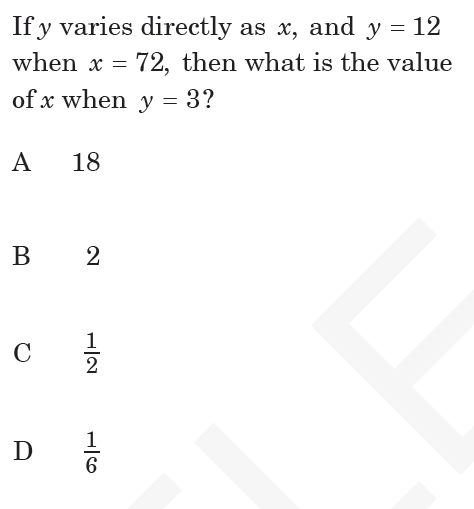 If y varies directly as x, and y = 12
when x = 72, then what is the value
of x when y = 3?
A 18
B 2
C 1/2
D 1/6